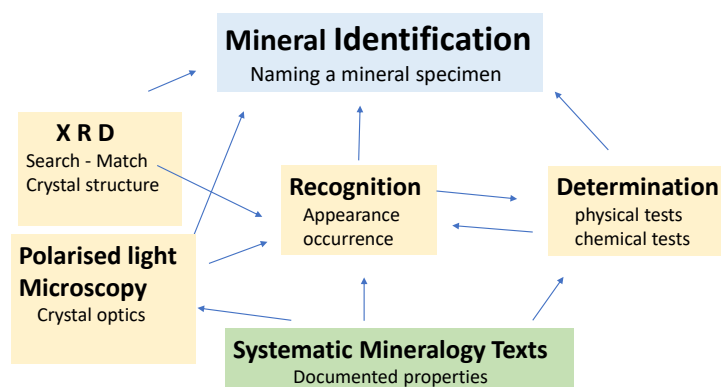 Mineral Identification
Naming a mineral specimen
X R D
Search - Match
Crystal structure
Recognition
Appearance
occurrence
Determination
physical tests
chemical tests
Polarised light
Microscopy
Crystal optics
Systematic Mineralogy Texts
Documented properties